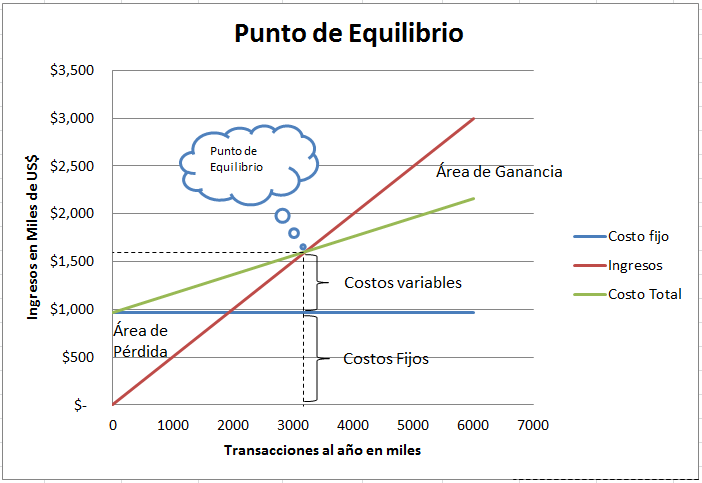 Punto de Equilibrio
$3,500
$3,000
$2,500
$2,000
$1,500
$1,000
$500
$-
Ingresos en Miles de US$
Punto de
Equilibrio
Área de Ganancia
Costos variables
Área de
Pérdida
Costos Fijos
0 1000 2000 3000 4000 5000 6000 7000
Transacciones al año en miles
Costo fijo
Ingresos
Costo Total